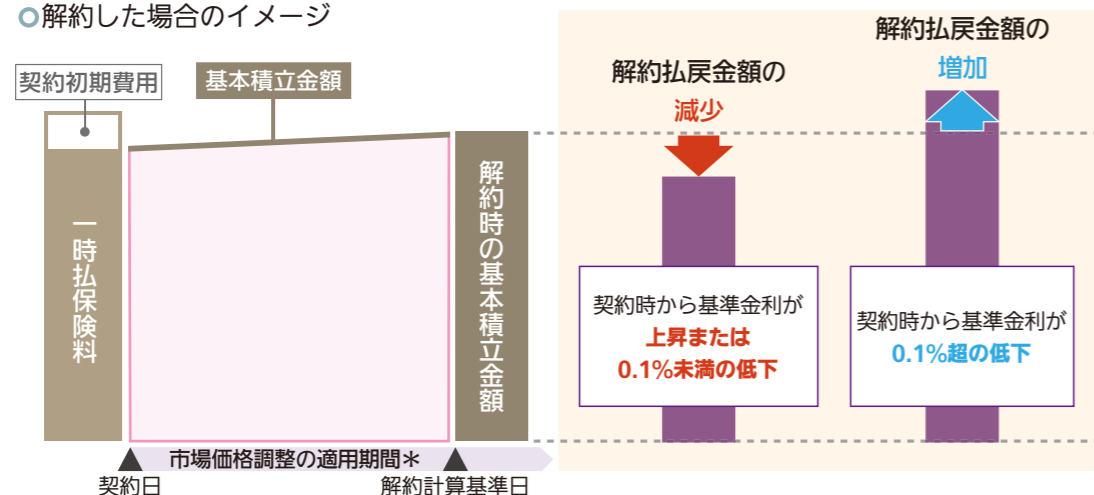 解約した場合のイメージ
契約初期費用
基本積立金額
一時払保険料
解約時の基本積立金額
市場価格調整の適用期間＊
契約日
解約計算基準日
解約払戻金額の
減少
契約時から基準金利が
上昇または
0.1%未満の低下
解約払戻金額の
増加
契約時から基準金利が
0.1%超の低下